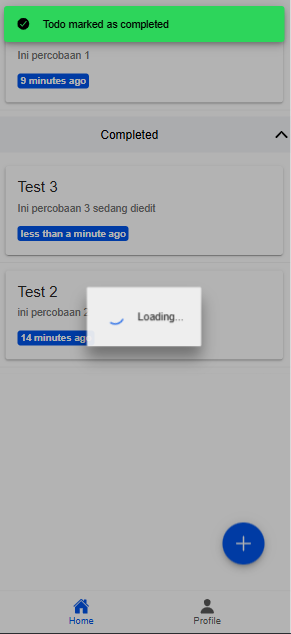 Todo marked as completed
Ini percobaan 1
9 minutes ago
Completed
Test 3
Ini percobaan 3 sedang diedit
less than a minute ago
Test 2
ini percobaan 2
Loading...
14 minutes ago
Home
Profile